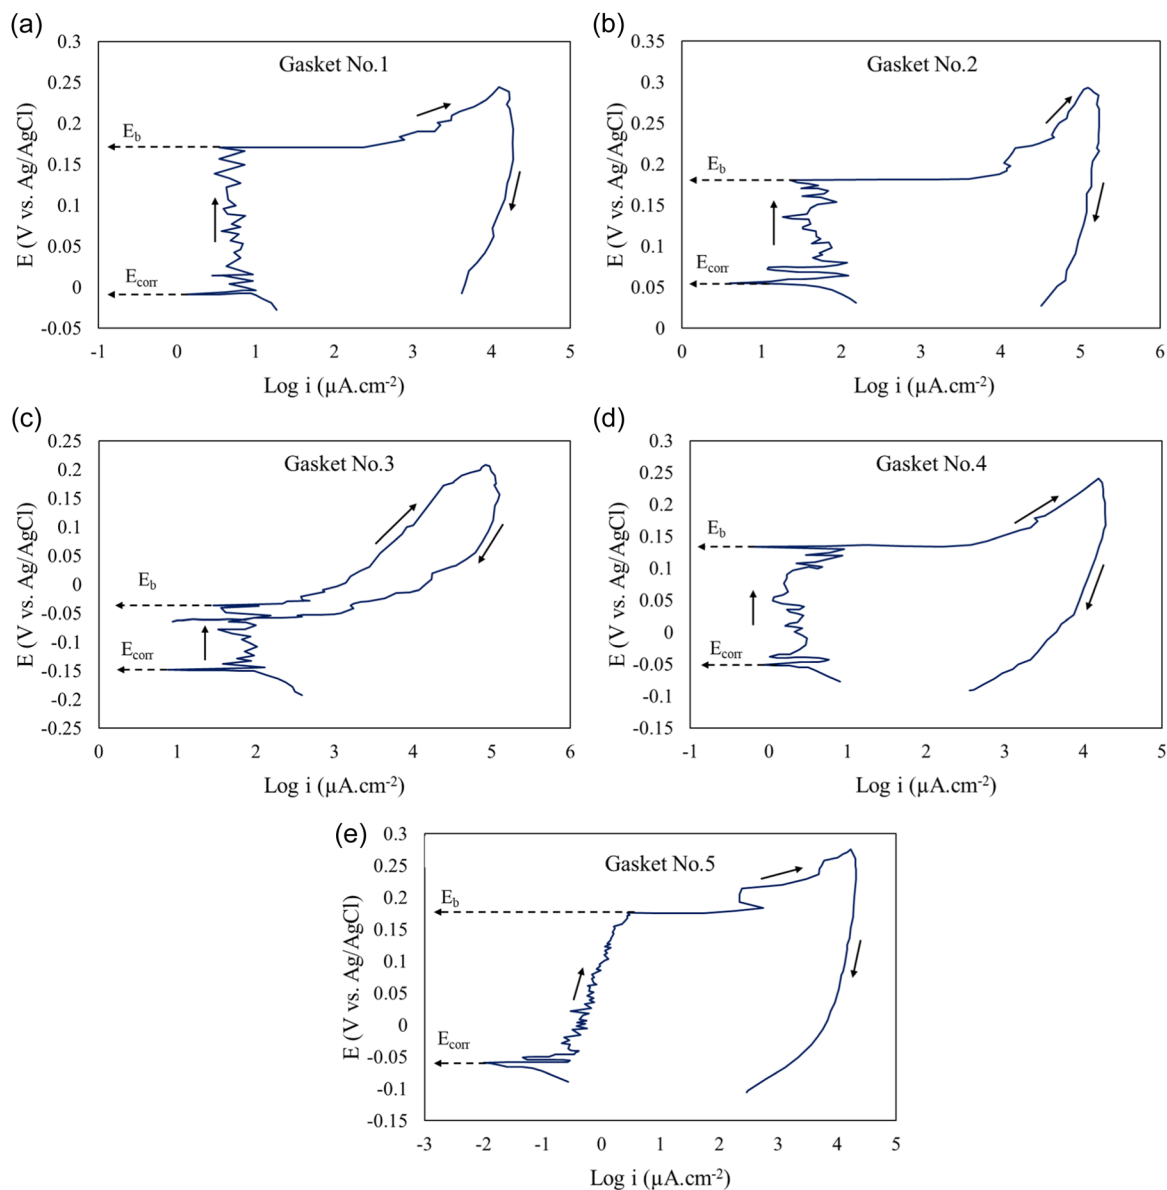 (a)
Gasket No.1
E (V vs. Ag/AgCl)
0.3
0.25
0.2
0.15
0.1
0.05
0
-0.05
Eb
Ecorr
-1 0 1 2 3 4 5
Log i (µA.cm-2)
(b)
Gasket No.2
E (V vs. Ag/AgCl)
0.35
0.3
0.25
0.2
0.15
0.1
0.05
0
Eb
Ecorr
0 1 2 3 4 5 6
Log i (µA.cm-2)
(c)
Gasket No.3
E (V vs. Ag/AgCl)
0.25
0.2
0.15
0.1
0.05
0
-0.05
-0.1
-0.15
-0.2
-0.25
Eb
Ecorr
0 1 2 3 4 5 6
Log i (µA.cm-2)
(d)
Gasket No.4
E (V vs. Ag/AgCl)
0.3
0.25
0.2
0.15
0.1
0.05
0
-0.05
-0.1
-0.15
Eb
Ecorr
-1 0 1 2 3 4 5
Log i (µA.cm-2)
(e)
Gasket No.5
E (V vs. Ag/AgCl)
0.3
0.25
0.2
0.15
0.1
0.05
0
-0.05
-0.1
-0.15
Eb
Ecorr
-3 -2 -1 0 1 2 3 4 5
Log i (µA.cm-2)